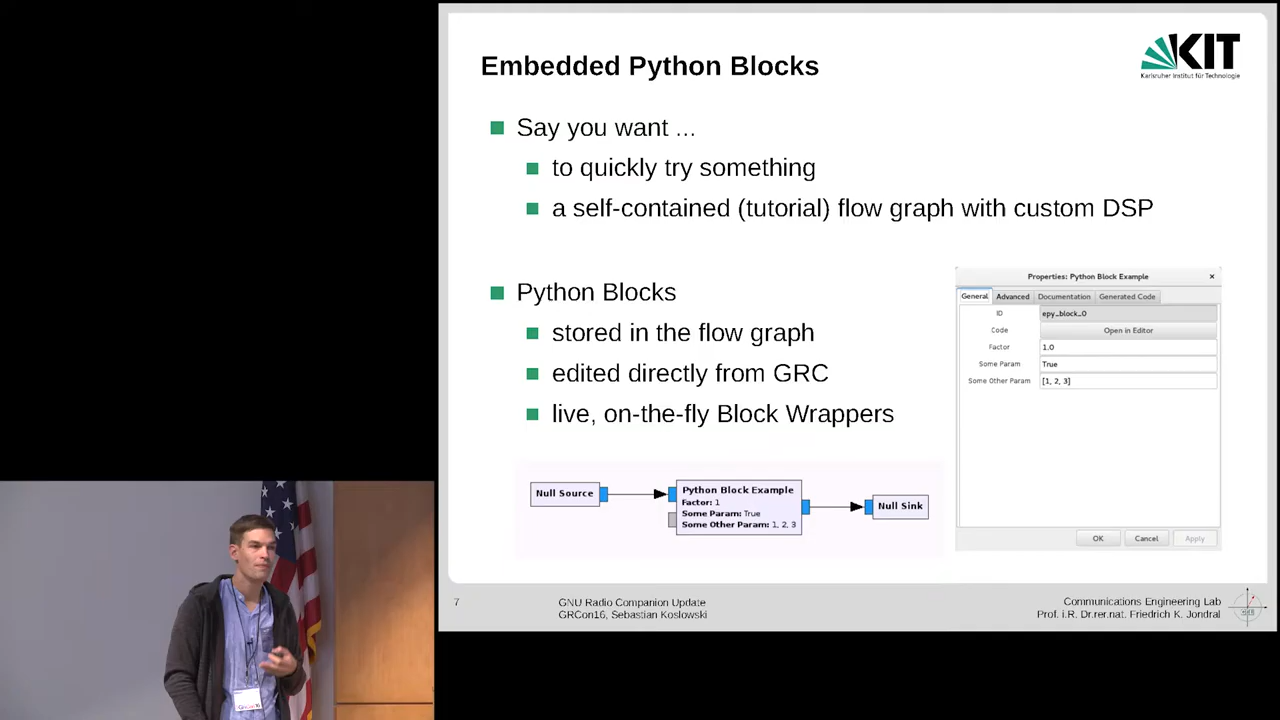 Embedded Python Blocks
KIT
Karlsruher Institut für Technologie
Say you want ...
to quickly try something
a self-contained (tutorial) flow graph with custom DSP
Python Blocks
stored in the flow graph
edited directly from GRC
live, on-the-fly Block Wrappers
Properties: Python Block Example
General Advanced Documentation Generated Code
ID epy_block_0
Code Open in Editor
Factor 1.0
Some Param True
Some Other Param [1, 2, 3]
OK Cancel Apply
Null Source
Python Block Example
Factor: 1
Some Param: True
Some Other Param: 1, 2, 3
Null Sink
7
GNU Radio Companion Update
GRCon16, Sebastian Koslowski
Communications Engineering Lab
Prof. i.R. Dr.rer.nat. Friedrich K. Jondral